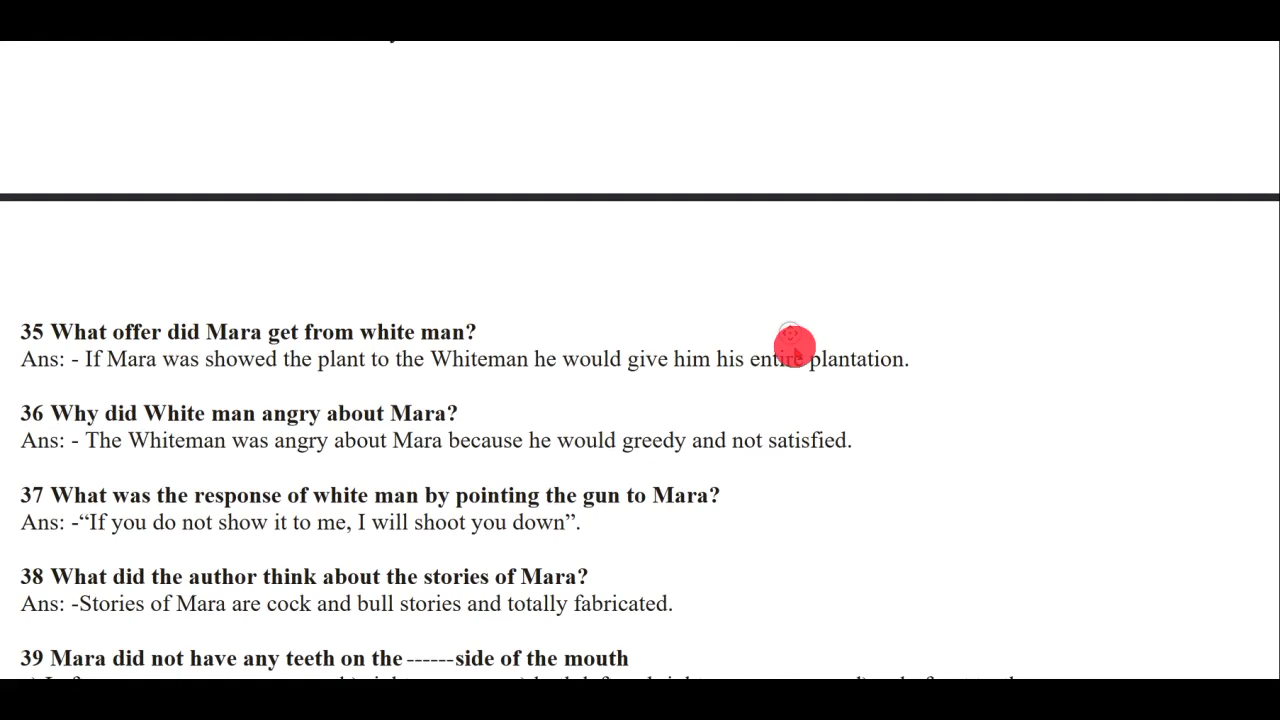 35 What offer did Mara get from white man?
Ans: - If Mara was showed the plant to the Whiteman he would give him his entire plantation.
36 Why did White man angry about Mara?
Ans: - The Whiteman was angry about Mara because he would greedy and not satisfied.
37 What was the response of white man by pointing the gun to Mara?
Ans: -“If you do not show it to me, I will shoot you down”.
38 What did the author think about the stories of Mara?
Ans: -Stories of Mara are cock and bull stories and totally fabricated.
39 Mara did not have any teeth on the ------side of the mouth